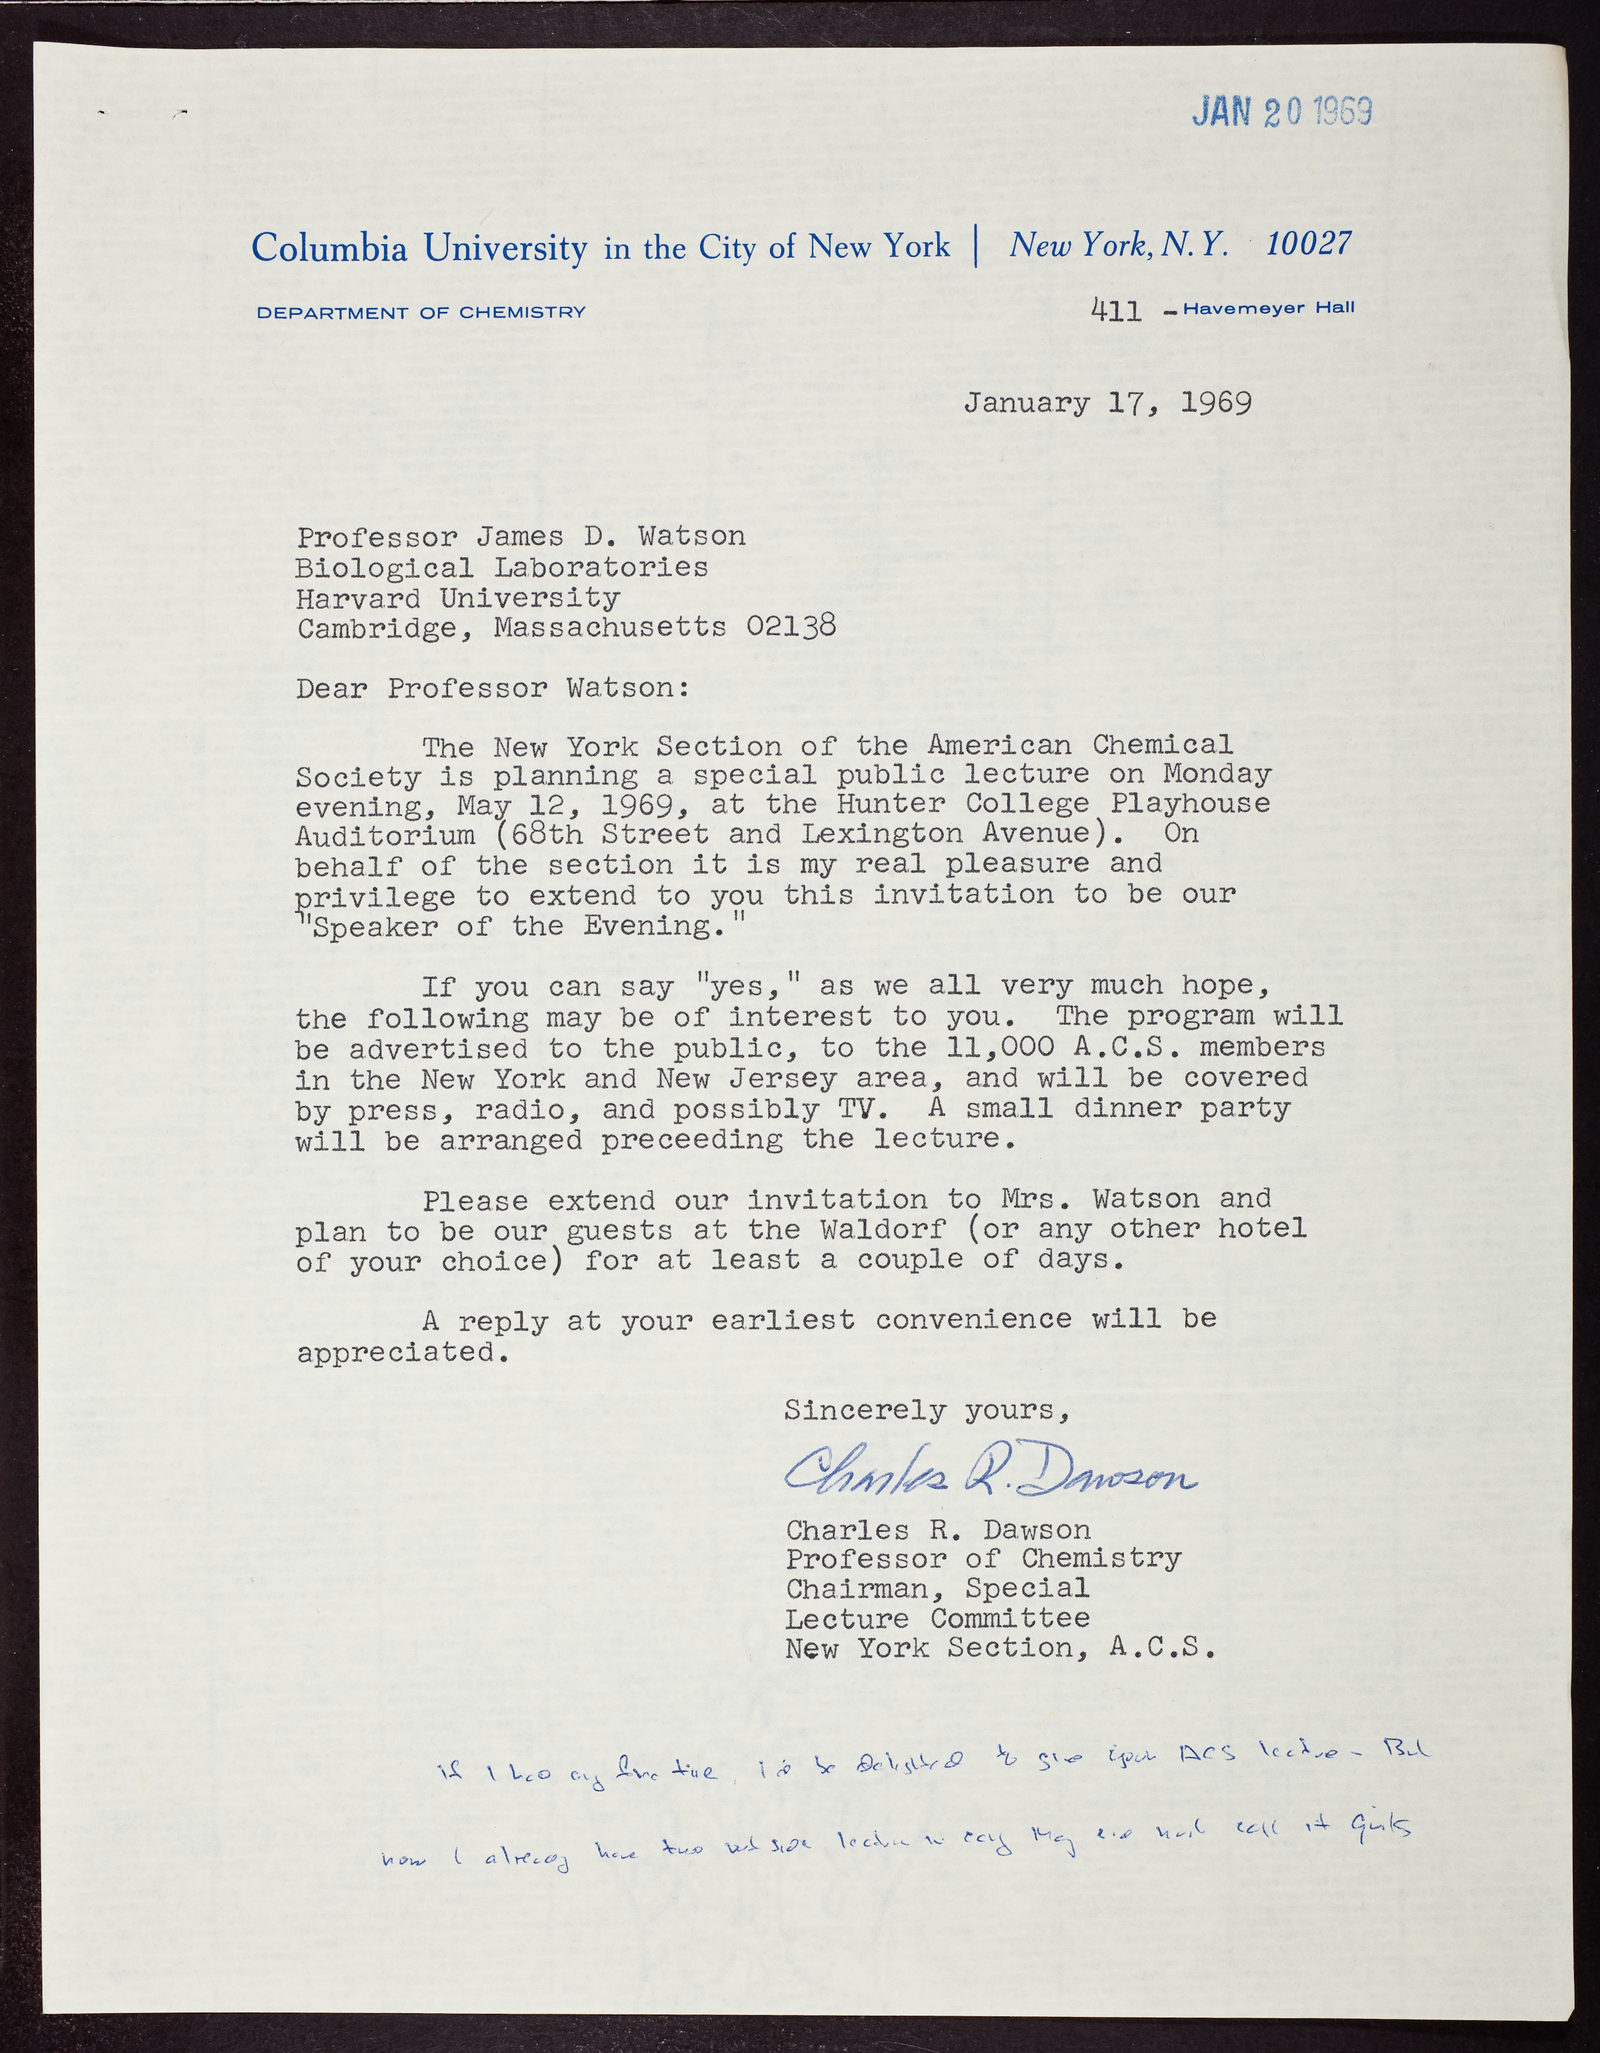 JAN 20 1969
Columbia University in the City of New York | New York, N. Y. 10027
DEPARTMENT OF CHEMISTRY 411 - Havemeyer Hall
January 17, 1969
Professor James D. Watson
Biological Laboratories
Harvard University
Cambridge, Massachusetts 02138
Dear Professor Watson:
The New York Section of the American Chemical
Society is planning a special public lecture on Monday
evening, May 12, 1969, at the Hunter College Playhouse
Auditorium (68th Street and Lexington Avenue). On
behalf of the section it is my real pleasure and
privilege to extend to you this invitation to be our
"Speaker of the Evening."
If you can say "yes," as we all very much hope,
the following may be of interest to you. The program will
be advertised to the public, to the 11,000 A.C.S. members
in the New York and New Jersey area, and will be covered
by press, radio, and possibly TV. A small dinner party
will be arranged preceeding the lecture.
Please extend our invitation to Mrs. Watson and
plan to be our guests at the Waldorf (or any other hotel
of your choice) for at least a couple of days.
A reply at your earliest convenience will be
appreciated.
Sincerely yours,
Charles R. Dawson
Charles R. Dawson
Professor of Chemistry
Chairman, Special
Lecture Committee
New York Section, A.C.S.
if I had any free time, i'd be delighted to give your ACS lecture - But
now I already have two outside lecture in early May and must call it quits